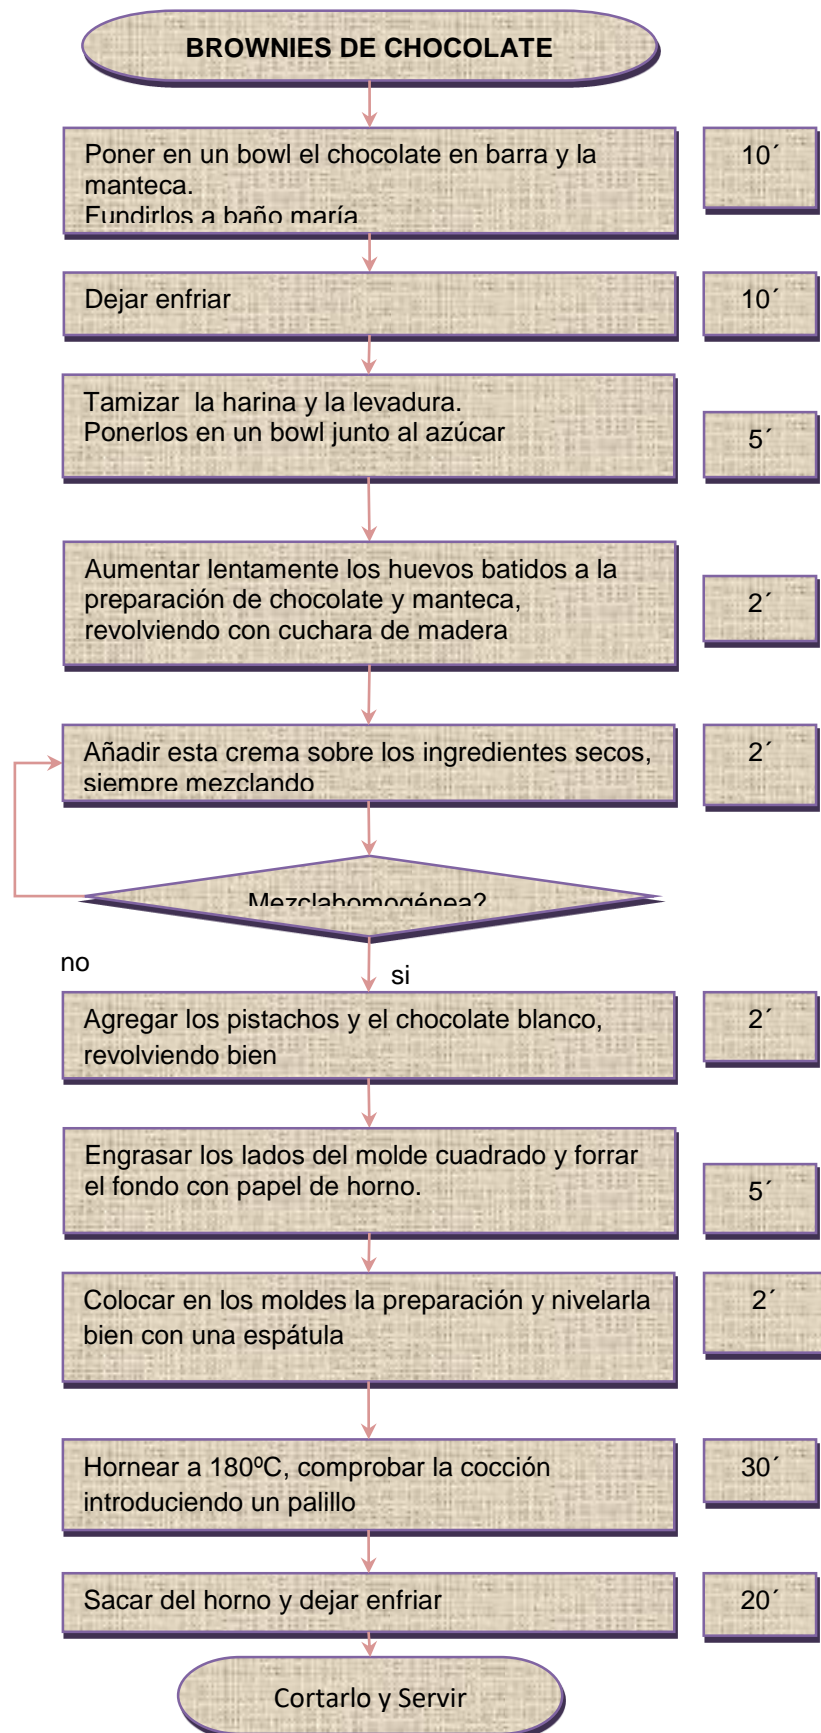 BROWNIES DE CHOCOLATE
Poner en un bowl el chocolate en barra y la
manteca.
Fundirlos a baño maría
10´
Dejar enfriar
10´
Tamizar la harina y la levadura.
Ponerlos en un bowl junto al azúcar
5´
Aumentar lentamente los huevos batidos a la
preparación de chocolate y manteca,
revolviendo con cuchara de madera
2´
Añadir esta crema sobre los ingredientes secos,
siempre mezclando
2´
Mezclahomogénea?
no
si
Agregar los pistachos y el chocolate blanco,
revolviendo bien
2´
Engrasar los lados del molde cuadrado y forrar
el fondo con papel de horno.
5´
Colocar en los moldes la preparación y nivelarla
bien con una espátula
2´
Hornear a 180ºC, comprobar la cocción
introduciendo un palillo
30´
Sacar del horno y dejar enfriar
20´
Cortarlo y Servir